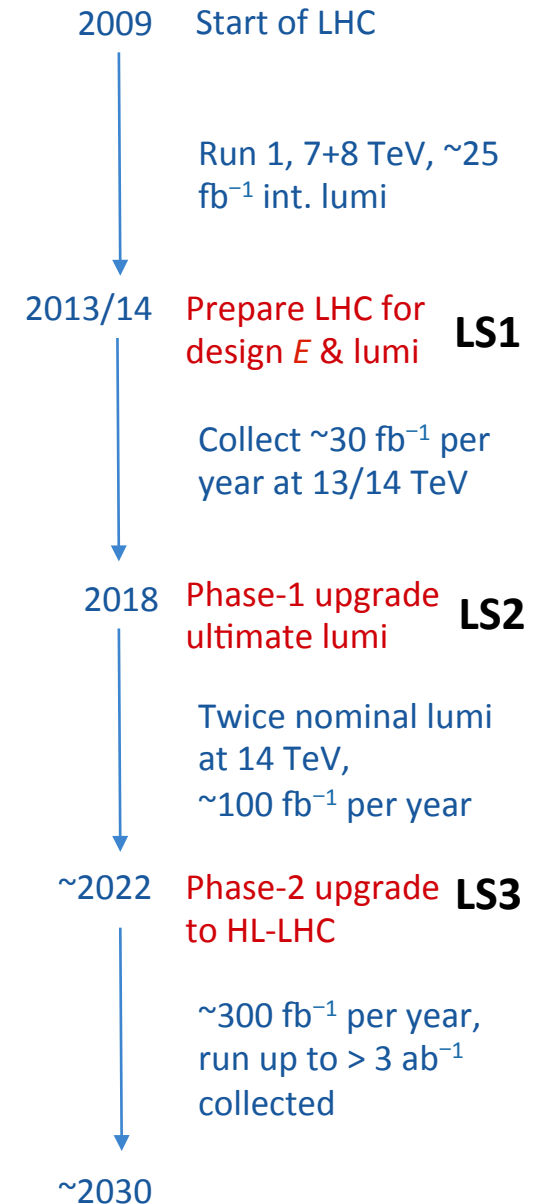 2009 Start of LHC
Run 1, 7+8 TeV, ~25
fb⁻¹ int. lumi
2013/14 Prepare LHC for
design E & lumi LS1
Collect ~30 fb⁻¹ per
year at 13/14 TeV
2018 Phase-1 upgrade
ultimate lumi LS2
Twice nominal lumi
at 14 TeV,
~100 fb⁻¹ per year
~2022 Phase-2 upgrade LS3
to HL-LHC
~300 fb⁻¹ per year,
run up to > 3 ab⁻¹
collected
~2030